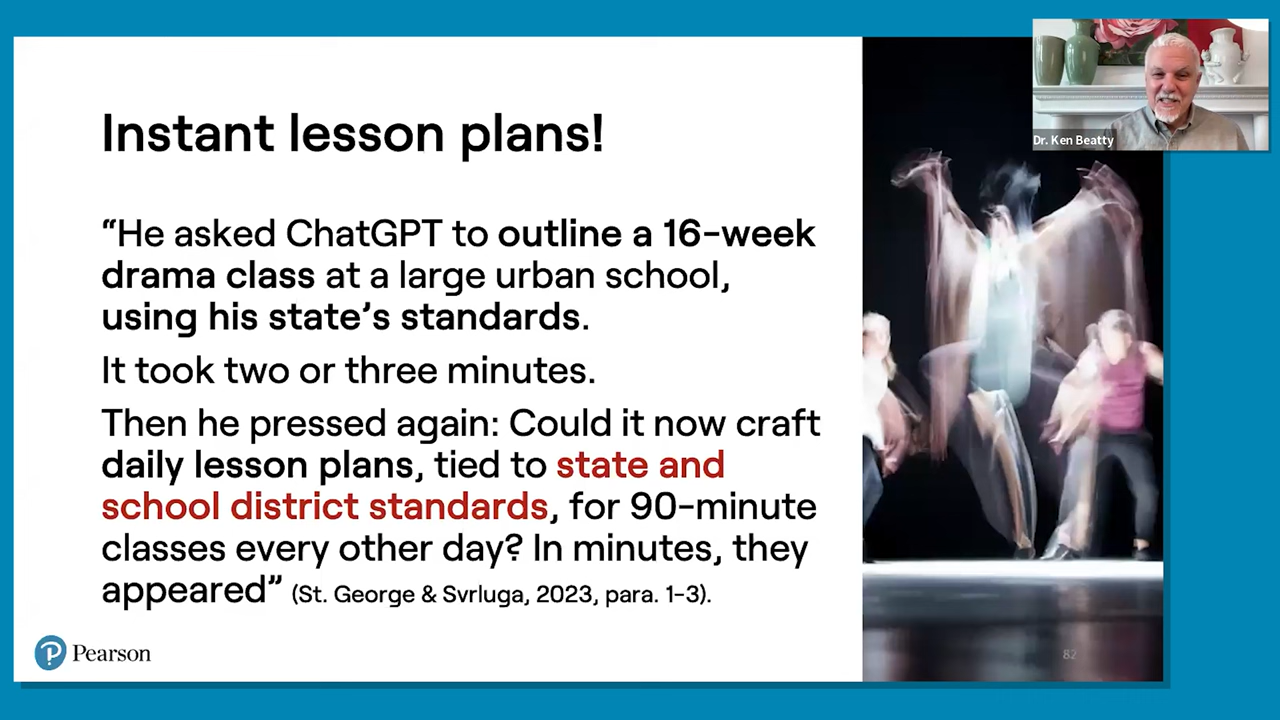 Instant lesson plans!
“He asked ChatGPT to outline a 16-week
drama class at a large urban school,
using his state’s standards.
It took two or three minutes.
Then he pressed again: Could it now craft
daily lesson plans, tied to state and
school district standards, for 90-minute
classes every other day? In minutes, they
appeared” (St. George & Svrluga, 2023, para. 1-3).
Pearson
82
Dr. Ken Beatty